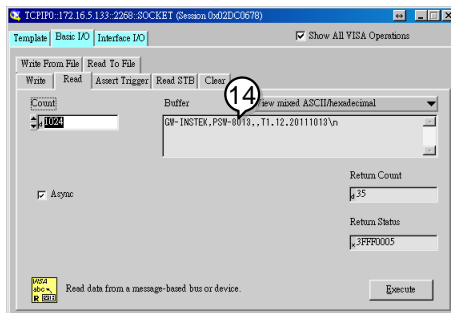 TCPIP0::172.16.5.133::2268::SOCKET (Session 0x02DC0678)
Template Basic I/O Interface I/O
Show All VISA Operations
Write From File Read To File
Write Read Assert Trigger Read STB Clear
14
Count
Buffer
iew mixed ASCII/hexadecimal
1024
GW-INSTEK,PSW-8013,,T1.12.20111013\n
Return Count
d 35
Async
Return Status
x 3FFF0005
VISA
abc
R
Read data from a message-based bus or device.
Execute